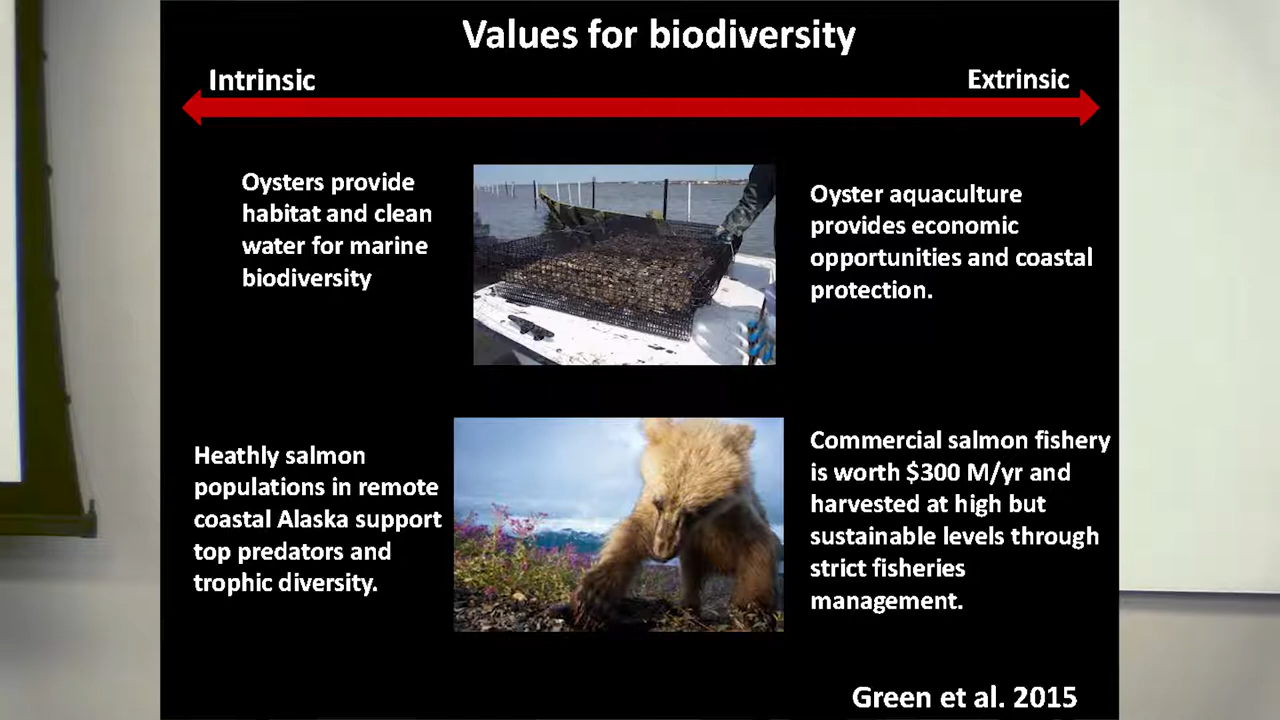 Values for biodiversity
Intrinsic
Extrinsic
Oysters provide
habitat and clean
water for marine
biodiversity
Oyster aquaculture
provides economic
opportunities and coastal
protection.
Heathly salmon
populations in remote
coastal Alaska support
top predators and
trophic diversity.
Commercial salmon fishery
is worth $300 M/yr and
harvested at high but
sustainable levels through
strict fisheries
management.
Green et al. 2015